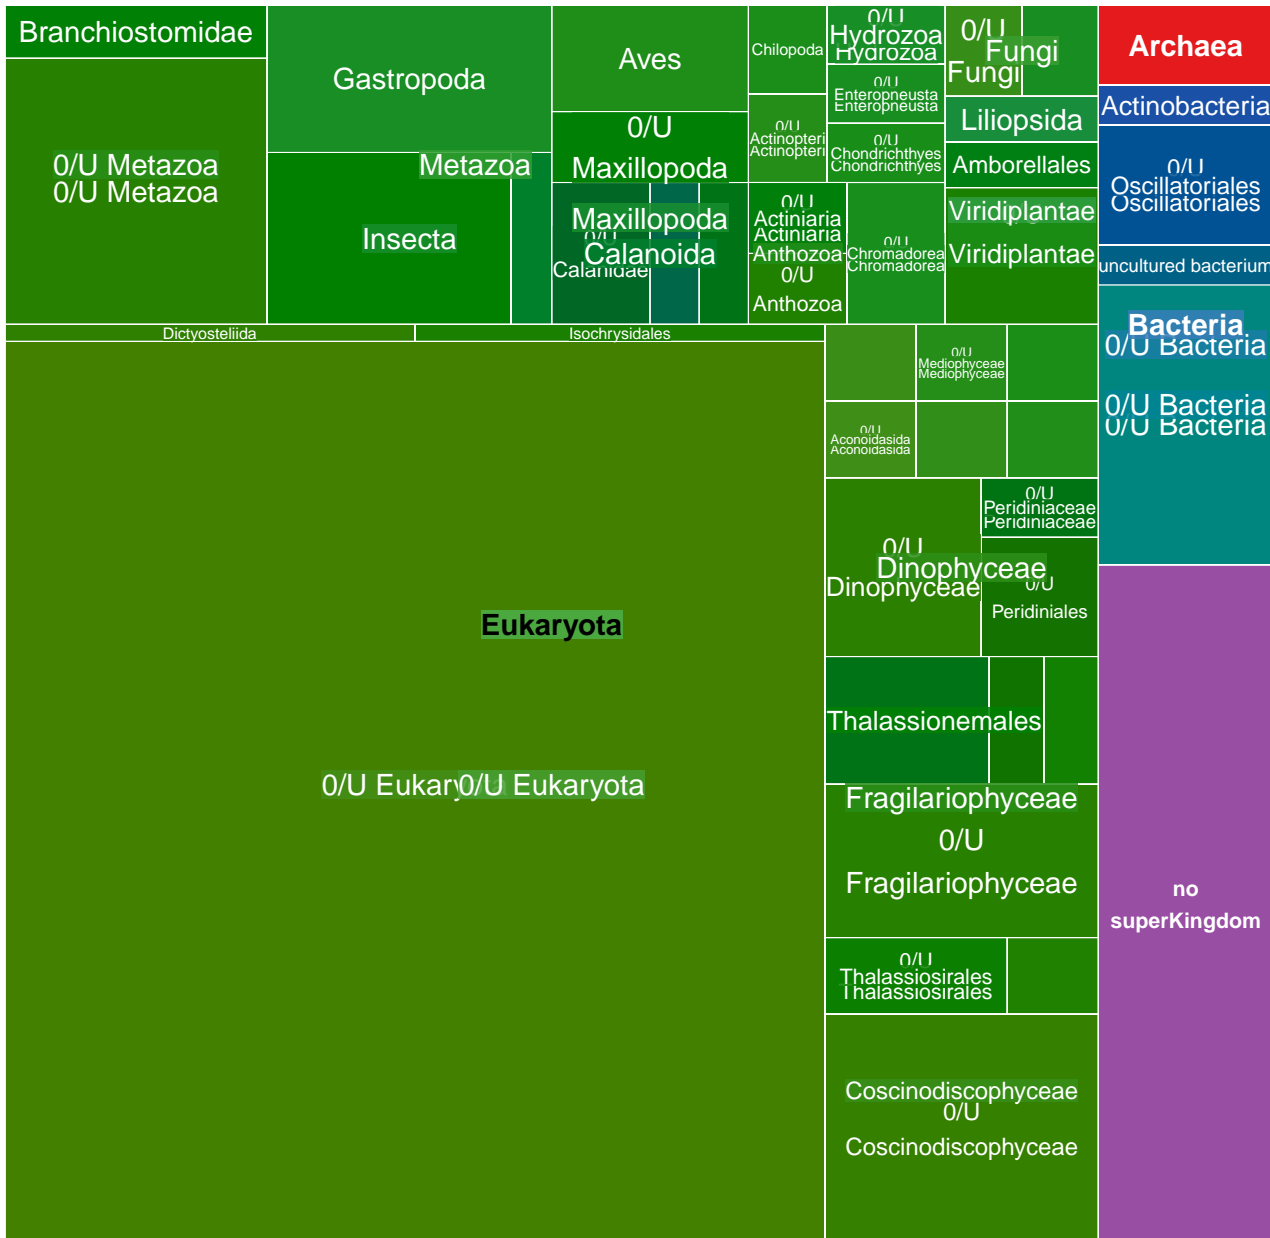 Branchiostomidae
0/U Metazoa
0/U Metazoa
Gastropoda
Metazoa
Insecta
Aves
0/U
Maxillopoda
Maxillopoda
0/U
Calanoida
Calanidae
Chilopoda
0/U
Actinopteri
Actinopteri
0/U
Actiniaria
Actiniaria
Anthozoa
0/U
Anthozoa
0/U
Hydrozoa
Hydrozoa
0/U
Enteropneusta
Enteropneusta
0/U
Chondrichthyes
Chondrichthyes
0/U
Chromadorea
Chromadorea
0/U
Fungi
Fungi
Liliopsida
Amborellales
Viridiplantae
Viridiplantae
Archaea
Actinobacteria
0/U
Oscillatoriales
Oscillatoriales
uncultured bacterium
Bacteria
0/U Bacteria
0/U Bacteria
0/U Bacteria
no
superKingdom
Dictyosteliida
Isochrysidales
Eukaryota
0/U Eukaryota
0/U Eukaryota
0/U
Mediophyceae
Mediophyceae
0/U
Aconoidasida
Aconoidasida
0/U
Dinophyceae
Dinophyceae
0/U
Peridiniaceae
Peridiniaceae
0/U
Peridiniales
Thalassionemales
Fragilariophyceae
0/U
Fragilariophyceae
0/U
Thalassiosirales
Thalassiosirales
Coscinodiscophyceae
0/U
Coscinodiscophyceae